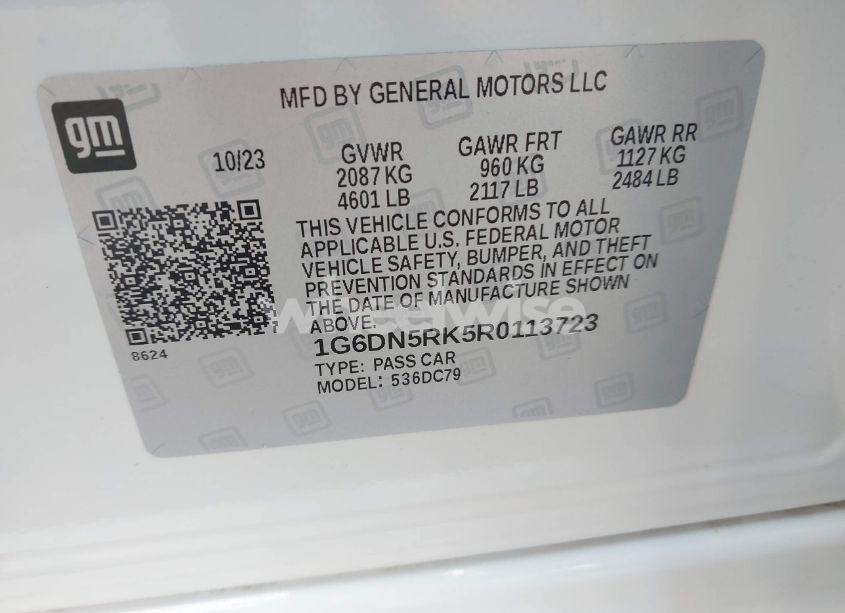 MFD BY GENERAL MOTORS LLC
gm
10/23
GVWR
2087 KG
4601 LB
GAWR FRT
960 KG
2117 LB
GAWR RR
1127 KG
2484 LB
THIS VEHICLE CONFORMS TO ALL
APPLICABLE U.S. FEDERAL MOTOR
VEHICLE SAFETY, BUMPER, AND THEFT
PREVENTION STANDARDS IN EFFECT ON
THE DATE OF MANUFACTURE SHOWN
ABOVE.
wheelwise
8624
1G6DN5RK5R0113723
TYPE: PASS CAR
MODEL: 536DC79